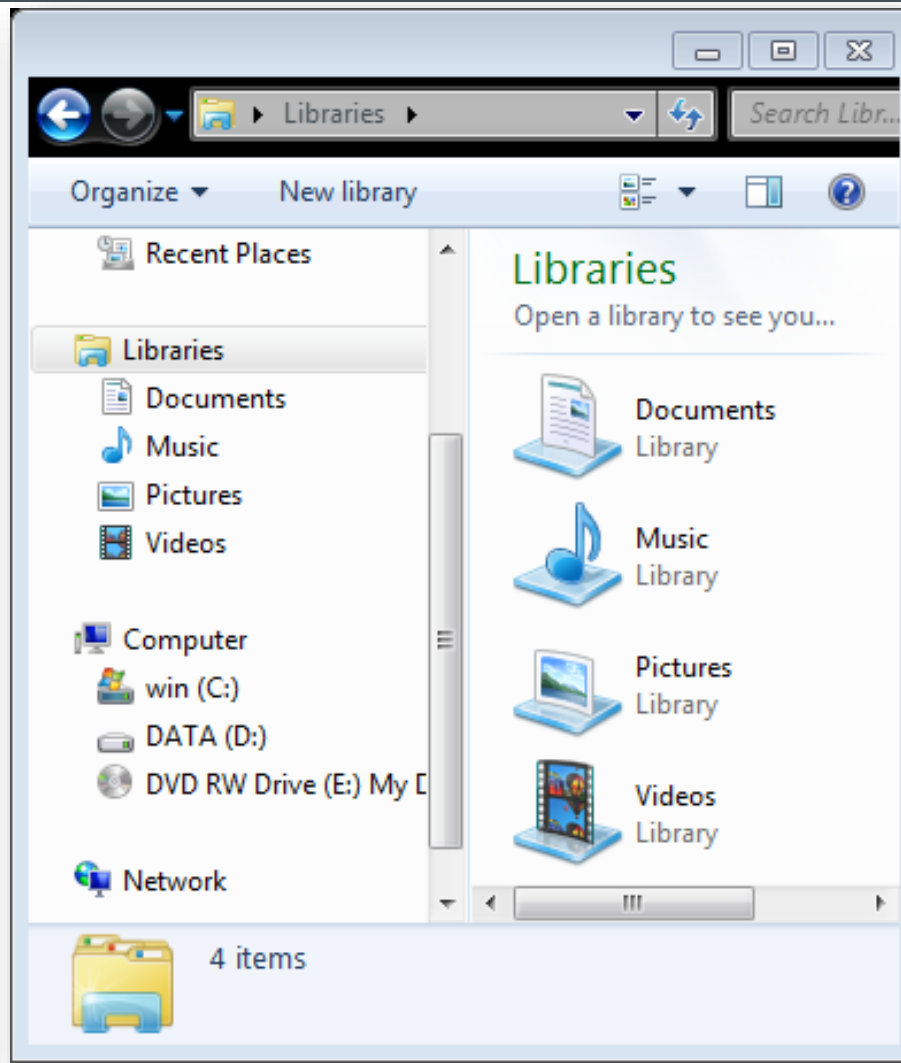 Libraries
Search Libr...
Organize New library
Recent Places
Libraries
Documents
Music
Pictures
Videos
Computer
win (C:)
DATA (D:)
DVD RW Drive (E:) My D
Network
Libraries
Open a library to see you...
Documents
Library
Music
Library
Pictures
Library
Videos
Library
4 items